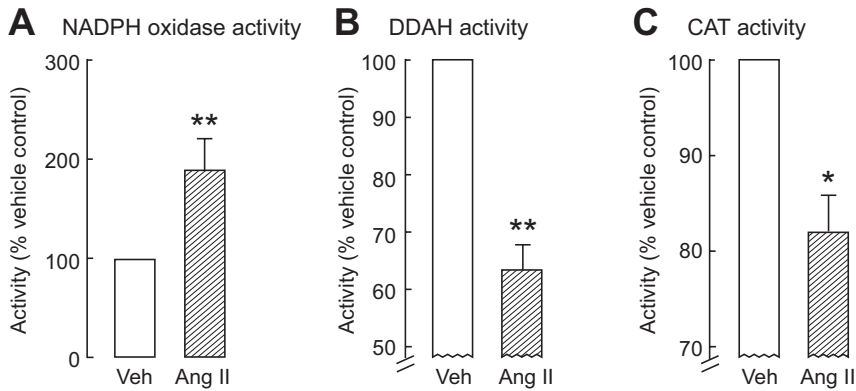 A NADPH oxidase activity
Activity (% vehicle control)
300
200
100
0
**
Veh Ang II
B DDAH activity
Activity (% vehicle control)
100
90
80
70
60
50
**
Veh Ang II
C CAT activity
Activity (% vehicle control)
100
90
80
70
*
Veh Ang II